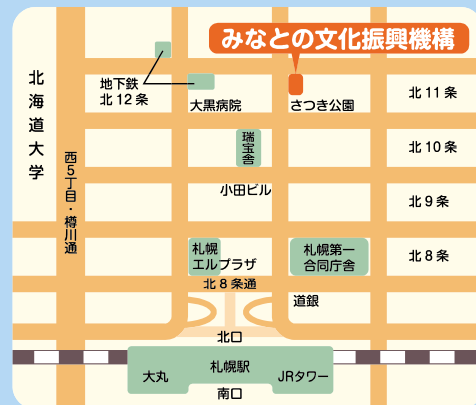 みなとの文化振興機構
北海道大学
地下鉄
北12条
大黒病院
さつき公園
北11条
瑞宝舎
北10条
西5丁目・樽川通
小田ビル
北9条
札幌
エルプラザ
札幌第一
合同庁舎
北8条
北8条通
道銀
北口
札幌駅
大丸
JRタワー
南口